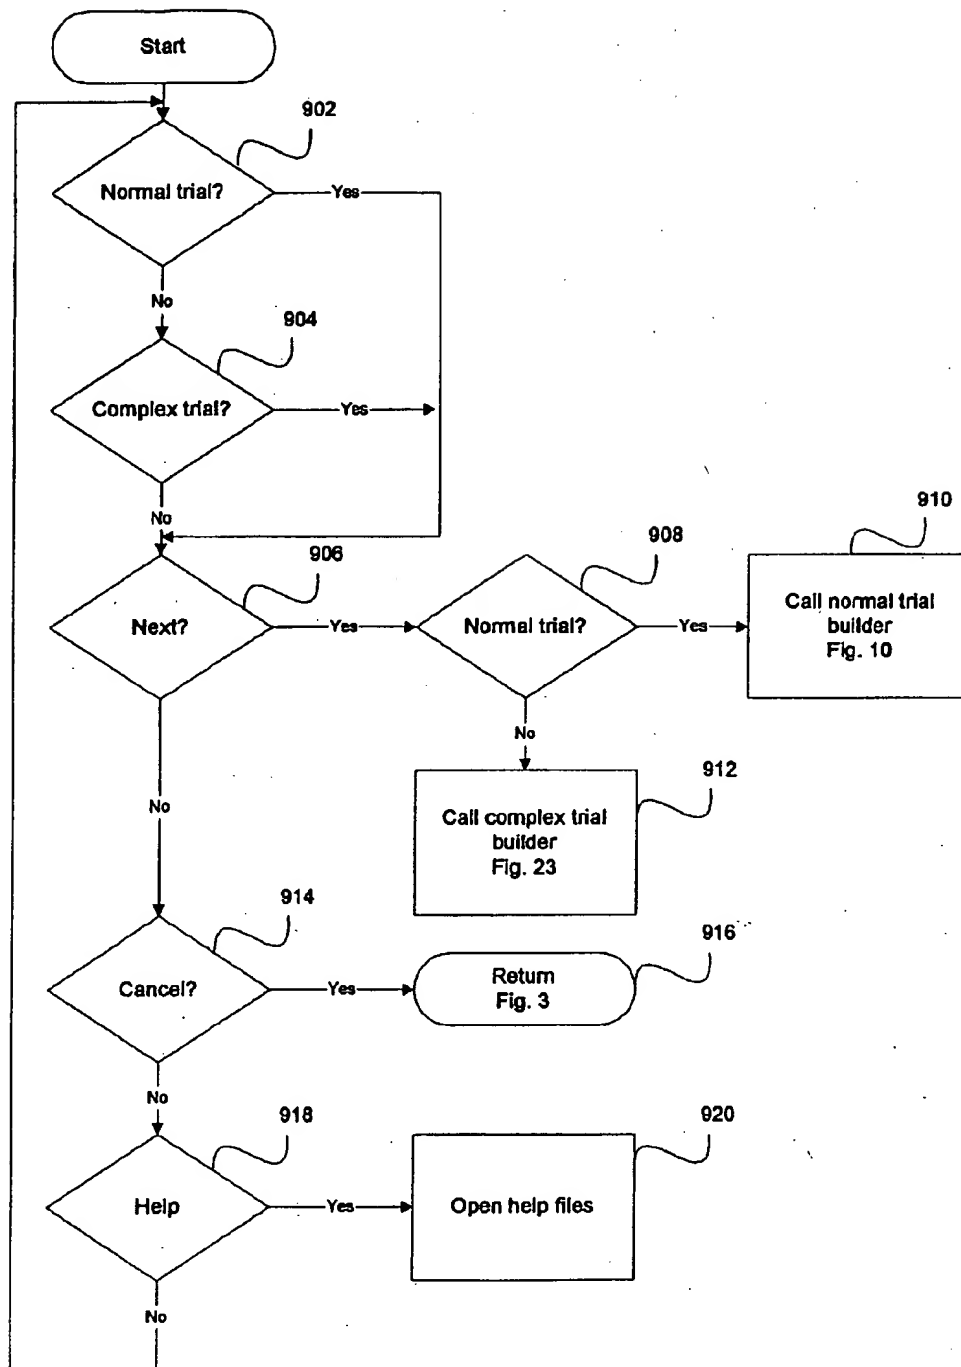 Start
902
Normal trial?
Yes
No
904
Complex trial?
Yes
No
906
Next?
Yes
908
Normal trial?
Yes
910
Call normal trial
builder
Fig. 10
No
912
Call complex trial
builder
Fig. 23
No
914
Cancel?
Yes
916
Return
Fig. 3
No
918
Help
Yes
920
Open help files
No